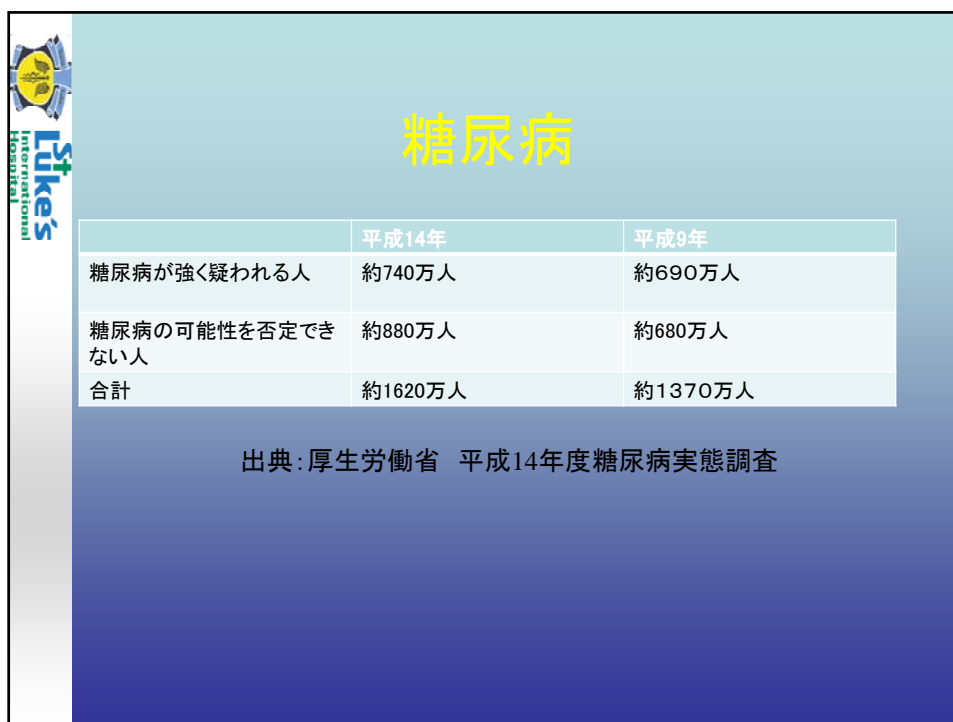 St
Luke's
International
Hospital
糖尿病
平成14年 平成9年
糖尿病が強く疑われる人 約740万人 約６９０万人
糖尿病の可能性を否定でき 約880万人 約680万人
ない人
合計 約1620万人 約１３７０万人
出典：厚生労働省　平成14年度糖尿病実態調査